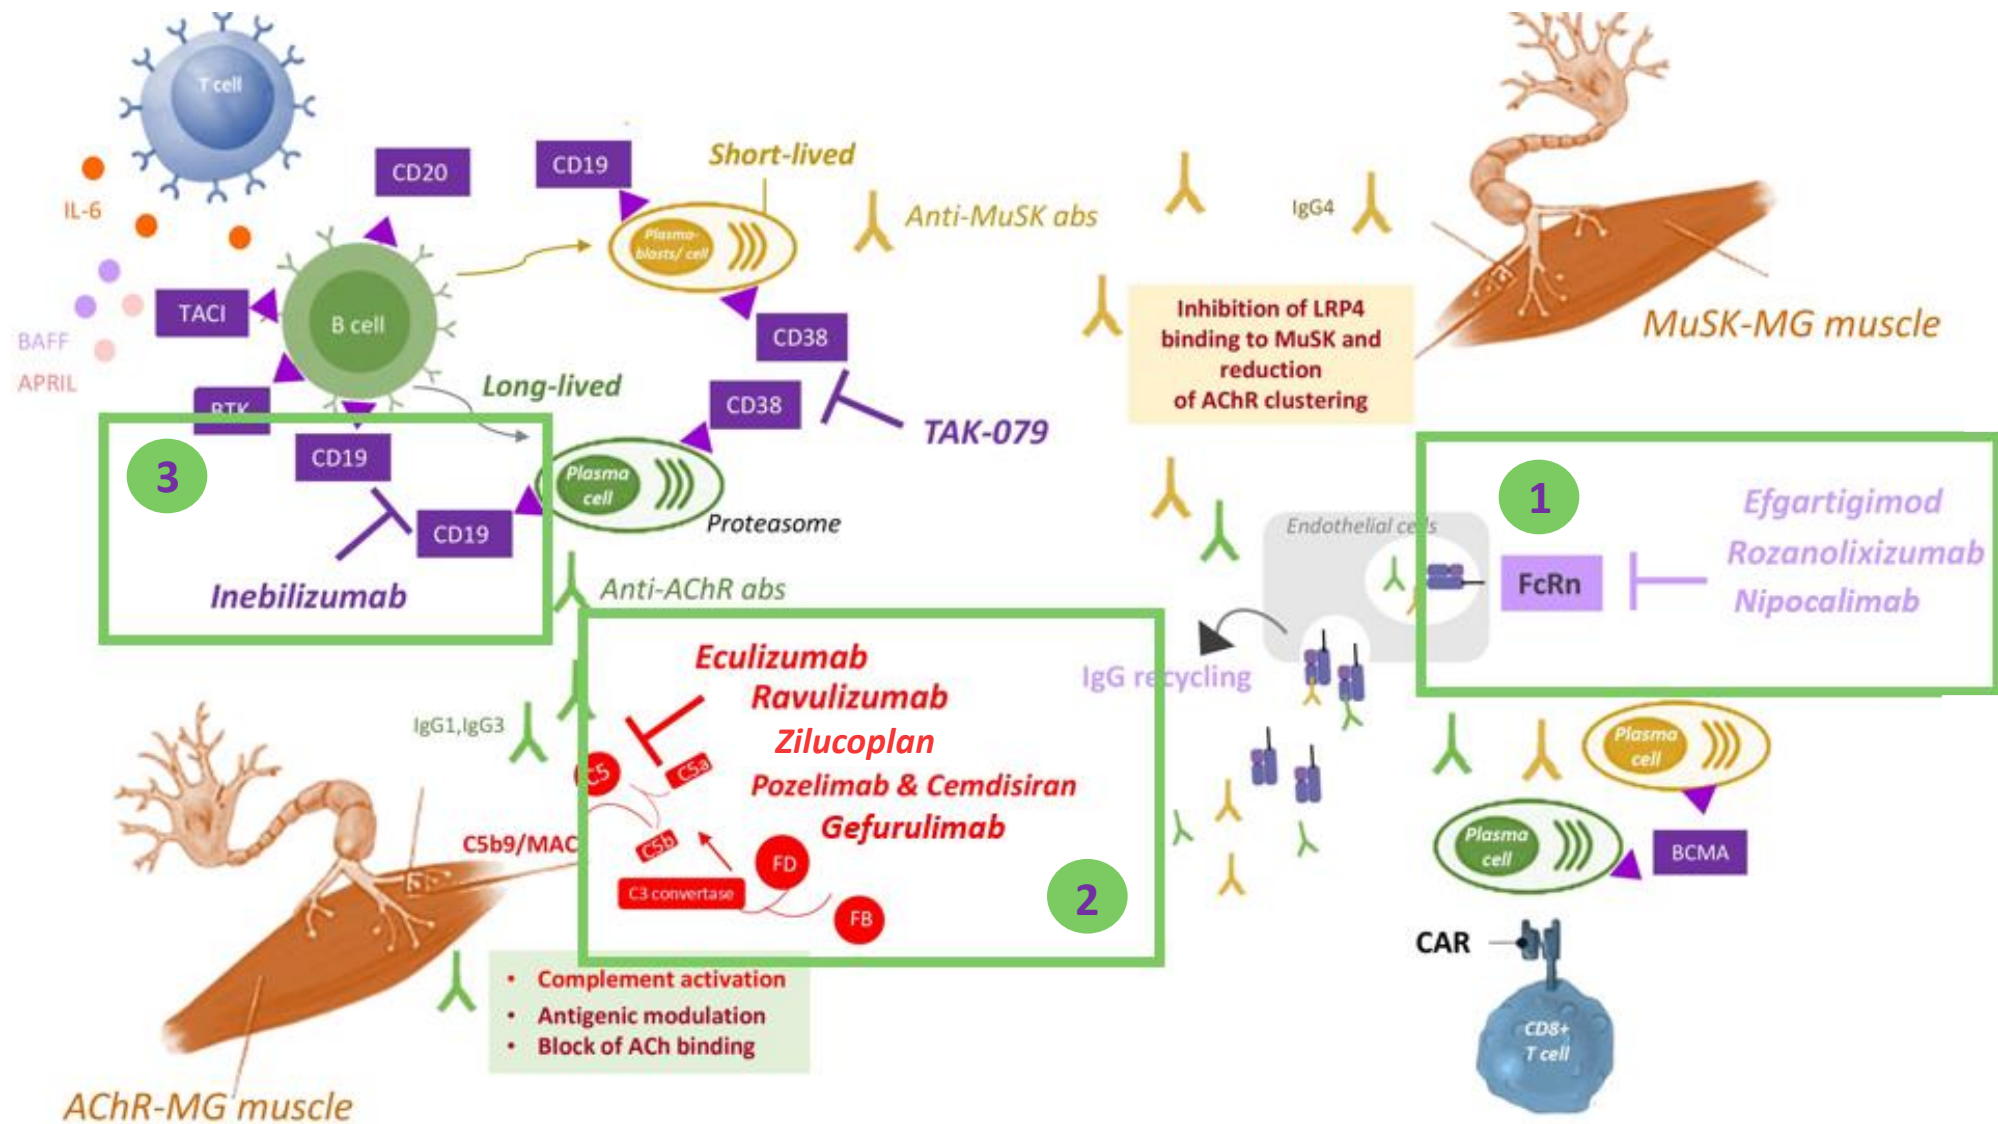 T cell
IL-6
BAFF
APRIL
CD20
TACI
B cell
BTK
CD19
CD19
Short-lived
Plasma-
blasts/ cell
CD38
CD38
TAK-079
Long-lived
Plasma
cell
Proteasome
3
CD19
Inebilizumab
Anti-MuSK abs
IgG4
Inhibition of LRP4
binding to MuSK and
reduction
of AChR clustering
MuSK-MG muscle
1
Endothelial cells
FcRn
Efgartigimod
Rozanolixizumab
Nipocalimab
IgG recycling
Anti-AChR abs
IgG1,IgG3
Eculizumab
Ravulizumab
Zilucoplan
Pozelimab & Cemdisiran
Gefurulimab
C5
C5a
C5b
C5b9/MAC
C3 convertase
FD
FB
2
• Complement activation
• Antigenic modulation
• Block of ACh binding
AChR-MG muscle
Plasma
cell
Plasma
cell
BCMA
CAR
CD8+
T cell